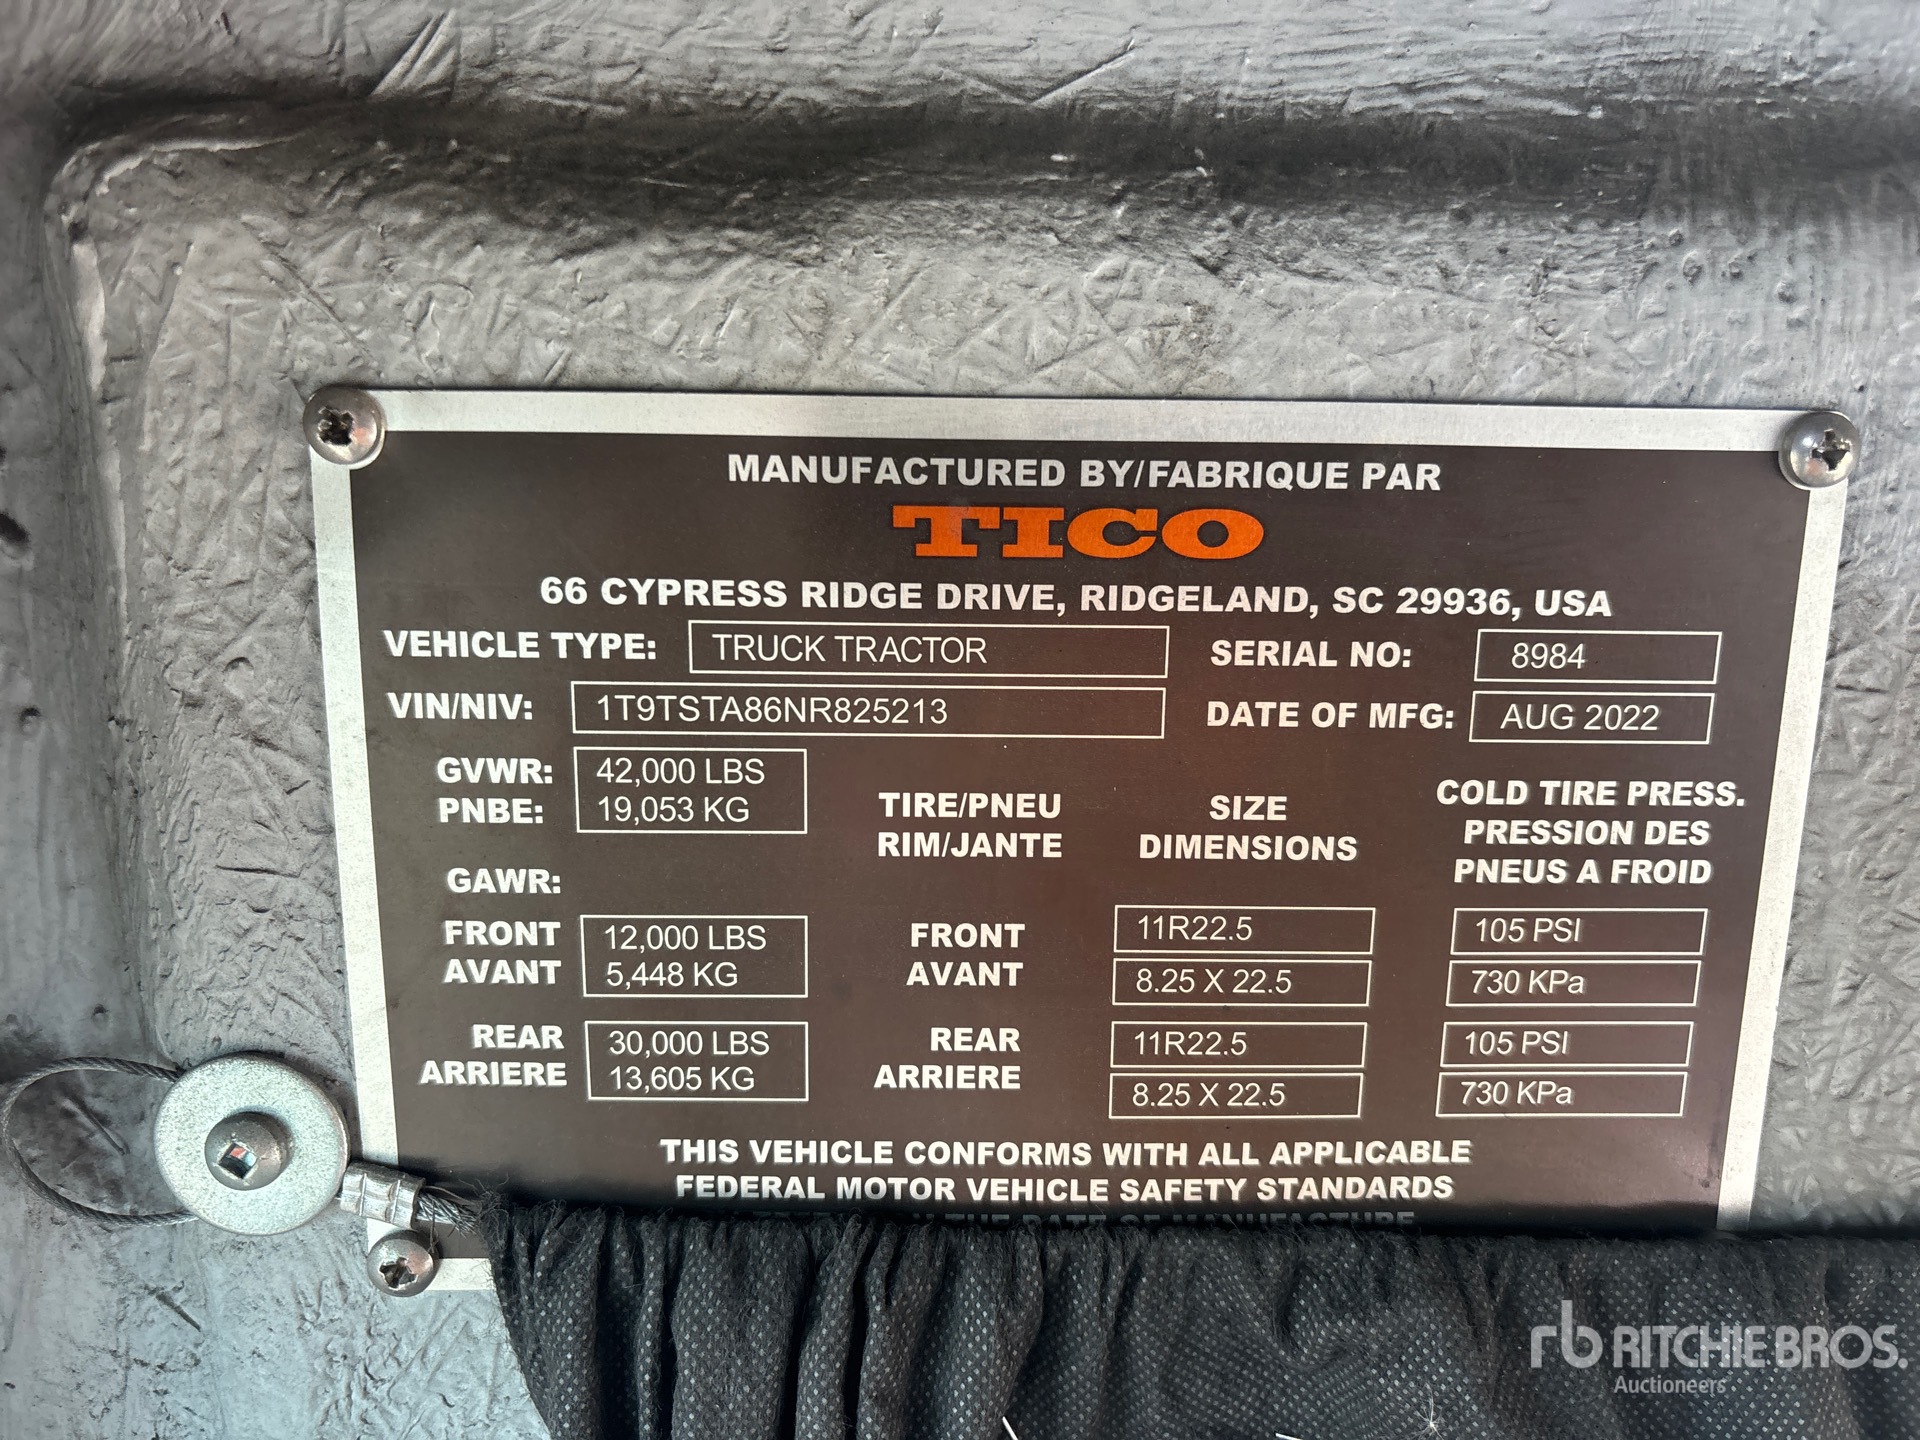 MANUFACTURED BY/FABRIQUE PAR
TICO
66 CYPRESS RIDGE DRIVE, RIDGELAND, SC 29936, USA
VEHICLE TYPE: TRUCK TRACTOR SERIAL NO: 8984
VIN/NIV: 1T9TSTA86NR825213 DATE OF MFG: AUG 2022
GVWR: 42,000 LBS
PNBE: 19,053 KG
TIRE/PNEU
RIM/JANTE
SIZE
DIMENSIONS
COLD TIRE PRESS.
PRESSION DES
PNEUS A FROID
GAWR:
FRONT 12,000 LBS
AVANT 5,448 KG
FRONT 11R22.5 105 PSI
AVANT 8.25 X 22.5 730 KPa
REAR 30,000 LBS
ARRIERE 13,605 KG
REAR 11R22.5 105 PSI
ARRIERE 8.25 X 22.5 730 KPa
THIS VEHICLE CONFORMS WITH ALL APPLICABLE
FEDERAL MOTOR VEHICLE SAFETY STANDARDS
THE DATE OF MANUFACTURE
rb RITCHIE BROS.
Auctioneers